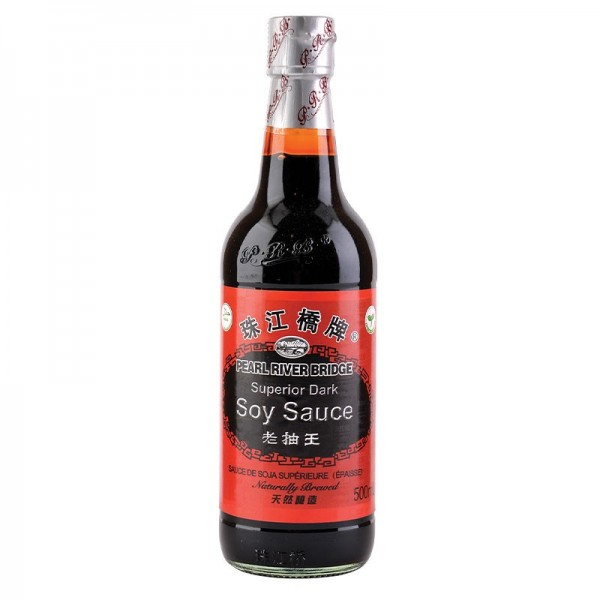 P.R.B.
P.R.B.
P.R.B.®
珠江橋牌®
PEARL RIVER BRIDGE
Superior Dark
Soy Sauce
老抽王
SAUCE DE SOJA SUPÉRIEURE (ÉPAISSE)
Naturally Brewed
天然釀造
500m